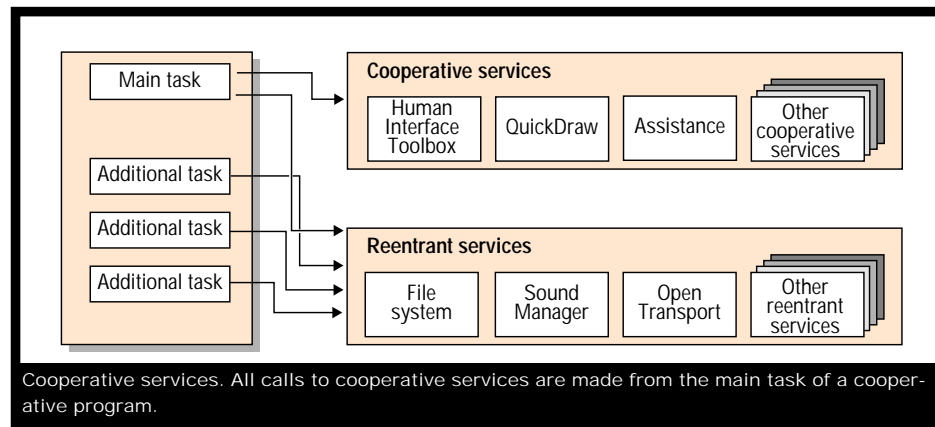 Main task
Additional task
Additional task
Additional task
Cooperative services
Human
Interface
Toolbox
QuickDraw
Assistance
Other
cooperative
services
Reentrant services
File
system
Sound
Manager
Open
Transport
Other
reentrant
services
Cooperative services. All calls to cooperative services are made from the main task of a cooper-
ative program.